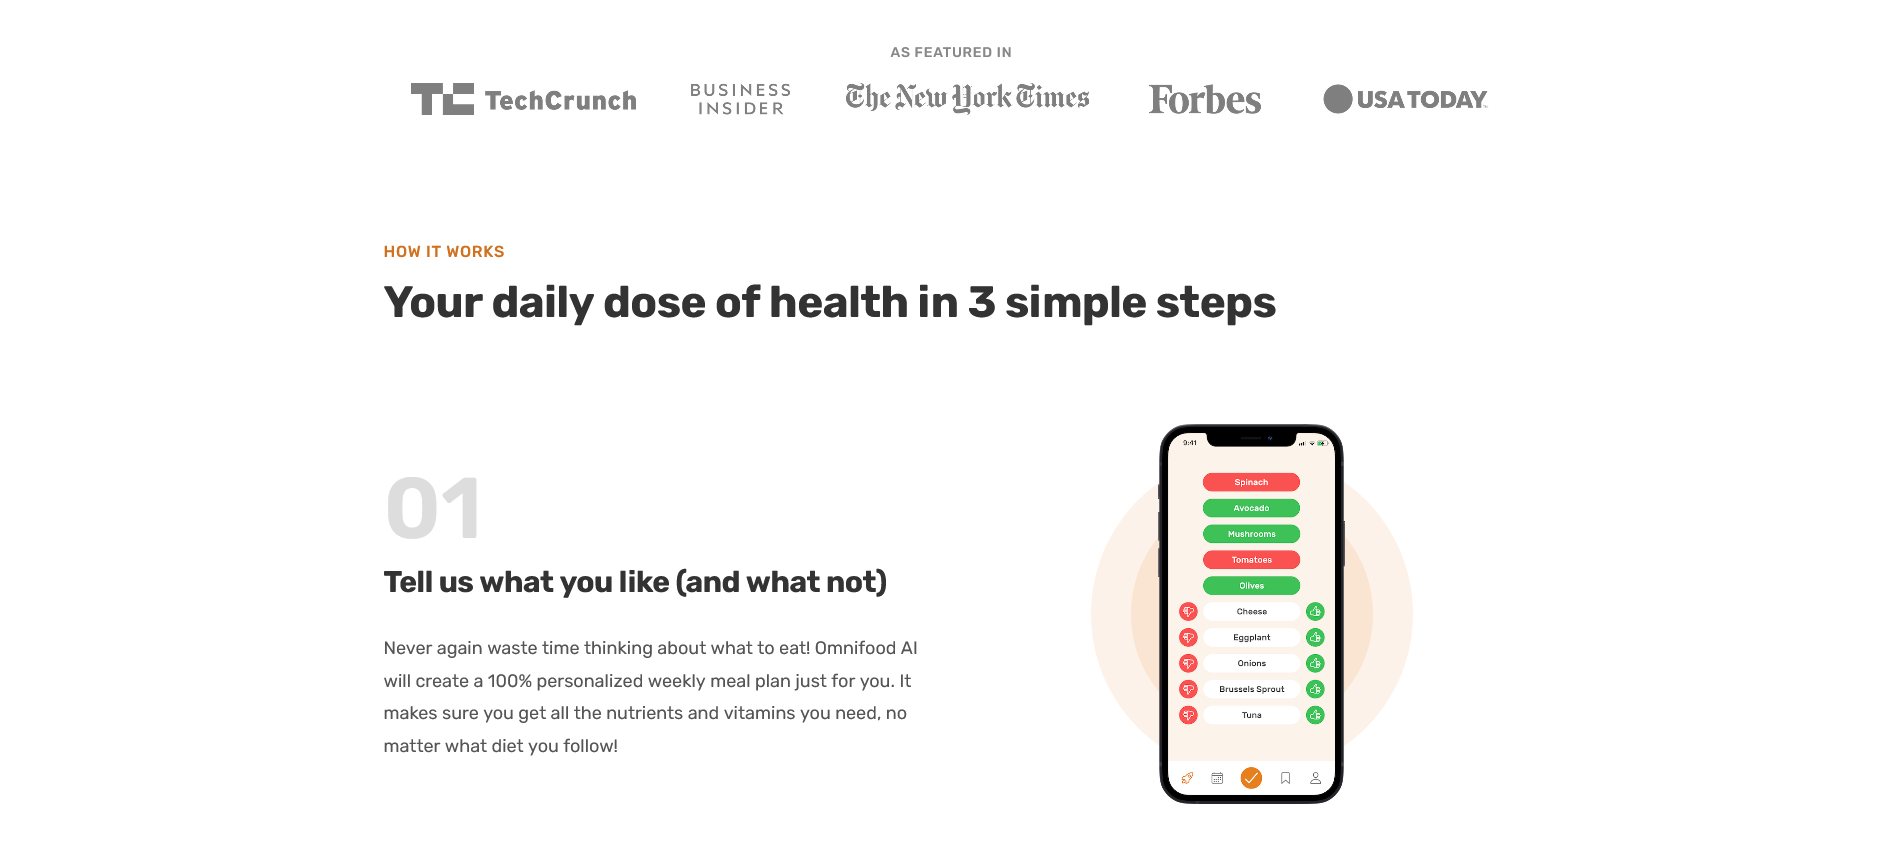 AS FEATURED IN
TechCrunch
BUSINESS
INSIDER
The New York Times
Forbes
USA TODAY
HOW IT WORKS
Your daily dose of health in 3 simple steps
01
Tell us what you like (and what not)
Never again waste time thinking about what to eat! Omnifood AI
will create a 100% personalized weekly meal plan just for you. It
makes sure you get all the nutrients and vitamins you need, no
matter what diet you follow!
9:41
Spinach
Avocado
Mushrooms
Tomatoes
Olives
Cheese
Eggplant
Onions
Brussels Sprout
Tuna